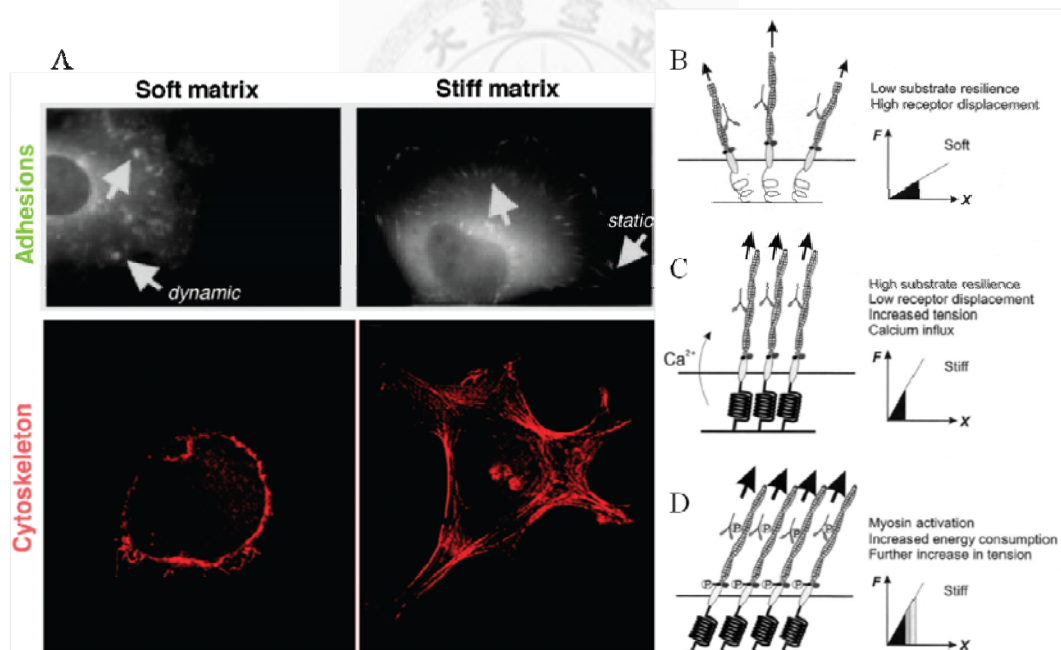 A
Soft matrix
Stiff matrix
Adhesions
dynamic
static
Cytoskeleton
B
Low substrate resilience
High receptor displacement
F
Soft
X
C
High substrate resilience
Low receptor displacement
Increased tension
Calcium influx
Ca²⁺
F
Stiff
X
D
Myosin activation
Increased energy consumption
Further increase in tension
P P P P
P P P P
F
Stiff
X